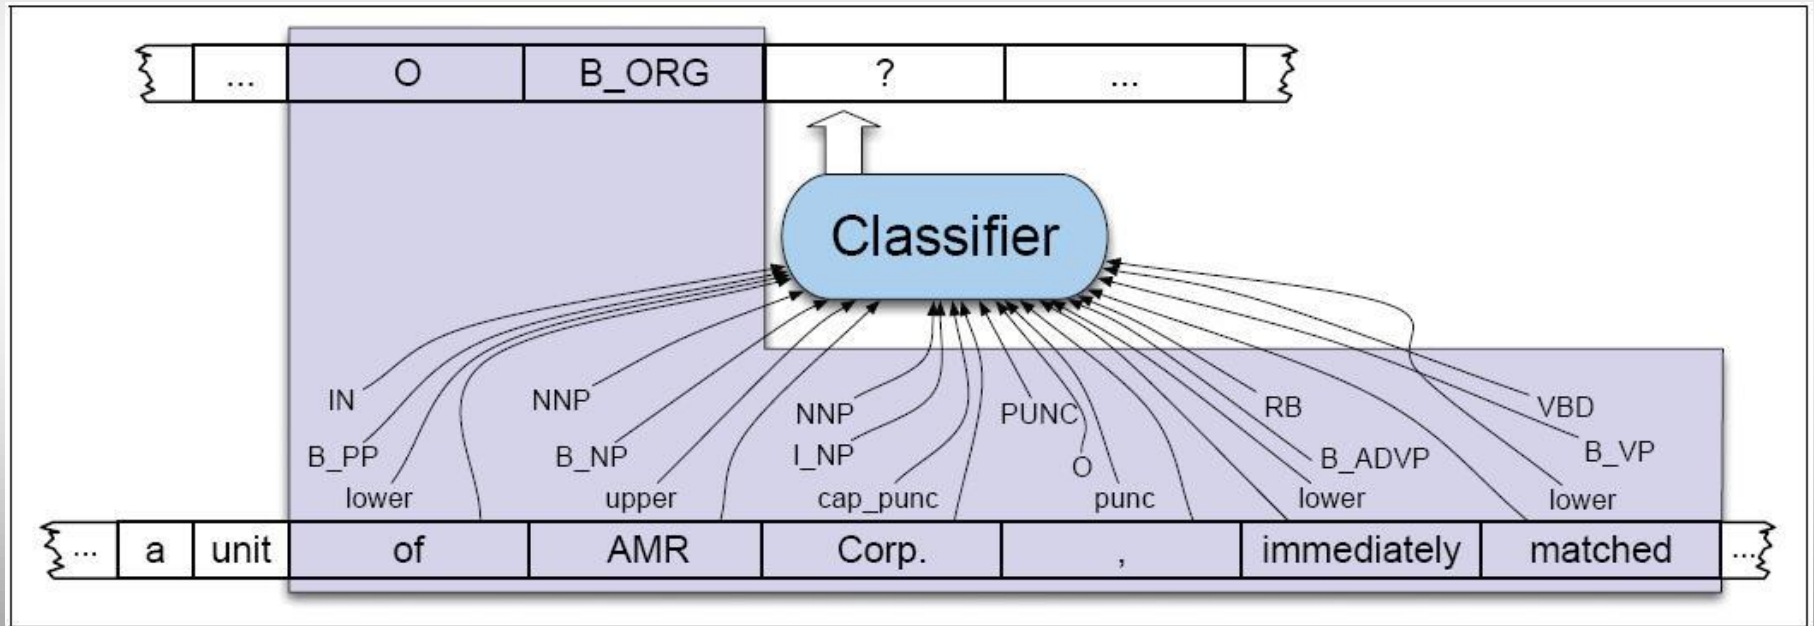 ... O B_ORG ? ...
Classifier
IN NNP NNP PUNC RB VBD
B_PP B_NP I_NP O B_ADVP B_VP
lower upper cap_punc punc lower lower
... a unit of AMR Corp. , immediately matched ...